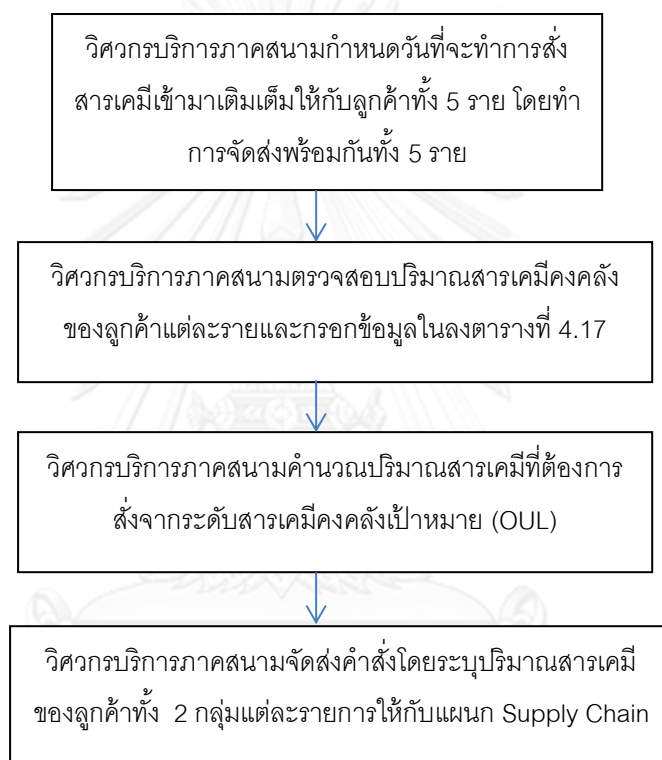 วิศวกรบริการภาคสนามกำหนดวันที่จะทำการสั่ง
สารเคมีเข้ามาเติมเต็มให้กับลูกค้าทั้ง 5 ราย โดยทำ
การจัดส่งพร้อมกันทั้ง 5 ราย
วิศวกรบริการภาคสนามตรวจสอบปริมาณสารเคมีคงคลัง
ของลูกค้าแต่ละรายและกรอกข้อมูลในลงตารางที่ 4.17
วิศวกรบริการภาคสนามคำนวณปริมาณสารเคมีที่ต้องการ
สั่งจากระดับสารเคมีคงคลังเป้าหมาย (OUL)
วิศวกรบริการภาคสนามจัดส่งคำสั่งโดยระบุปริมาณสารเคมี
ของลูกค้าทั้ง 2 กลุ่มแต่ละรายการให้กับแผนก Supply Chain